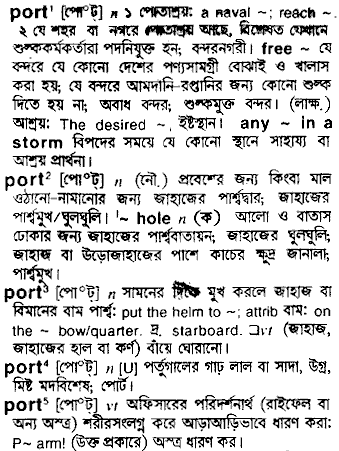 port¹ [পো°ট্] n ১ পোতাশ্রয়: a naval ~; reach ~.
২ যে শহর বা নগরে পোতাশ্রয় আছে, বিশেষত যেখানে
শুল্ককর্মকর্তারা পদনিযুক্ত হন; বন্দরনগরী। free ~ যে
বন্দরে যে কোনো দেশের পণ্যসামগ্রী বোঝাই ও খালাস
করা হয়; যে বন্দরে আমদানি-রপ্তানির জন্য কোনো শুল্ক
দিতে হয় না; অবাধ বন্দর; শুল্কমুক্ত বন্দর। (লাক্ষ.)
আশ্রয়: The desired ~, ইষ্টস্থান। any ~ in a
storm বিপদের সময়ে যে কোনো স্থানে সাহায্য বা
আশ্রয় প্রার্থনা।
port² [পো°ট্] n (নৌ.) প্রবেশের জন্য কিংবা মাল
ওঠানো-নামানোর জন্য জাহাজের পার্শ্বদ্বার; জাহাজের
পার্শ্বমুখ/ঘুলঘুলি। '~ hole n (ক) আলো ও বাতাস
ঢোকার জন্য জাহাজের পার্শ্ববাতায়ন; জাহাজের ঘুলঘুলি;
জাহাজ বা উড়োজাহাজের পাশে কাচের ক্ষুদ্র জানালা;
পার্শ্বমুখ।
port³ [পো°ট্] n সামনের দিকে মুখ করলে জাহাজ বা
বিমানের বাম পার্শ্ব: put the helm to ~; attrib বাম: on
the ~ bow/quarter. দ্র. starboard. □vt (জাহাজ,
জাহাজের হাল বা কর্ণ) বাঁয়ে ঘোরানো।
port⁴ [পো°ট্] n [U] পর্তুগালের গাঢ় লাল বা সাদা, উগ্র,
মিষ্ট মদবিশেষ; পোর্ট।
port⁵ [পো°ট্] vt অফিসারের পরিদর্শনার্থ (রাইফেল বা
অন্য অস্ত্র) শরীরসংলগ্ন করে আড়াআড়িভাবে ধারণ করা:
P~ arm! (উক্ত প্রকারে) অস্ত্র ধারণ কর।